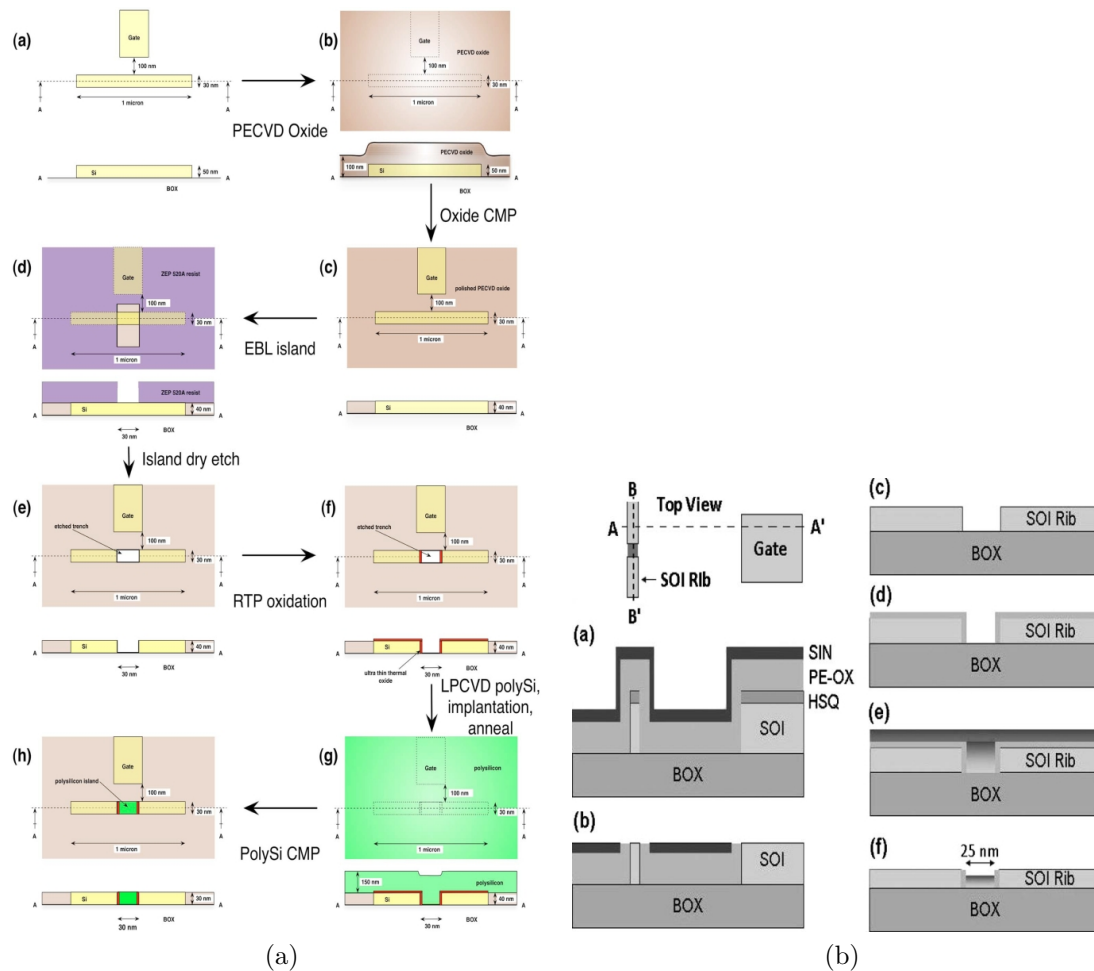 (a)
Gate
100 nm
30 nm
A
A
1 micron
Si
50 nm
A
A
BOX
PECVD Oxide
(b)
Gate
PECVD oxide
100 nm
30 nm
A
A
1 micron
PECVD oxide
100 nm
Si
50 nm
A
A
BOX
Oxide CMP
(c)
Gate
polished PECVD oxide
100 nm
30 nm
A
A
1 micron
Si
40 nm
A
A
BOX
EBL island
(d)
Gate
ZEP 520A resist
100 nm
30 nm
A
A
1 micron
ZEP 520A resist
Si
40 nm
A
A
BOX
30 nm
Island dry etch
(e)
Gate
etched trench
100 nm
30 nm
A
A
1 micron
Si
40 nm
A
A
BOX
30 nm
RTP oxidation
(f)
Gate
etched trench
100 nm
30 nm
A
A
1 micron
Si
40 nm
A
A
BOX
ultra thin thermal
oxide
30 nm
LPCVD polySi,
implantation,
anneal
(g)
Gate
polysilicon
100 nm
30 nm
A
A
1 micron
150 nm
polysilicon
Si
40 nm
A
A
BOX
30 nm
PolySi CMP
(h)
Gate
polysilicon island
100 nm
30 nm
A
A
1 micron
Si
30 nm
A
A
BOX
30 nm
(a)
B
Top View
A
A'
Gate
SOI RIb
B'
(a)
SIN
PE-OX
HSQ
SOI
BOX
(b)
SOI
BOX
(c)
SOI Rib
BOX
(d)
SOI Rib
BOX
(e)
SOI Rib
BOX
(f)
25 nm
SOI Rib
BOX
(b)